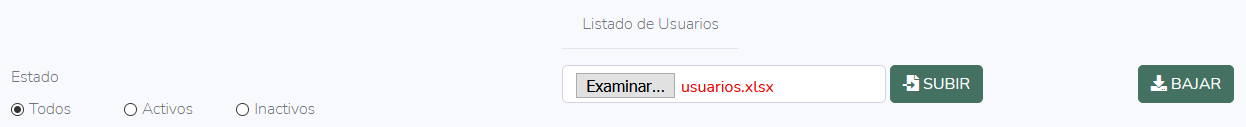 Listado de Usuarios
Estado
Examinar... usuarios.xlsx SUBIR BAJAR
Todos Activos Inactivos